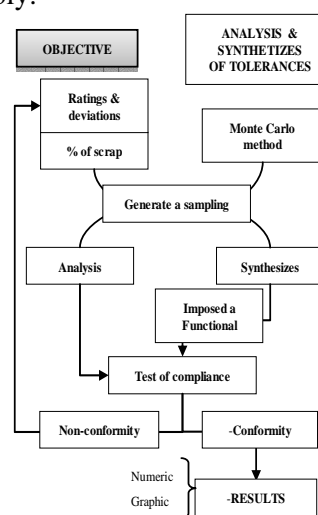 OBJECTIVE
ANALYSIS &
SYNTHETIZES
OF TOLERANCES
Ratings &
deviations
% of scrap
Monte Carlo
method
Generate a sampling
Analysis
Synthesizes
Imposed a
Functional
Test of compliance
Non-conformity
-Conformity
Numeric
Graphic
-RESULTS